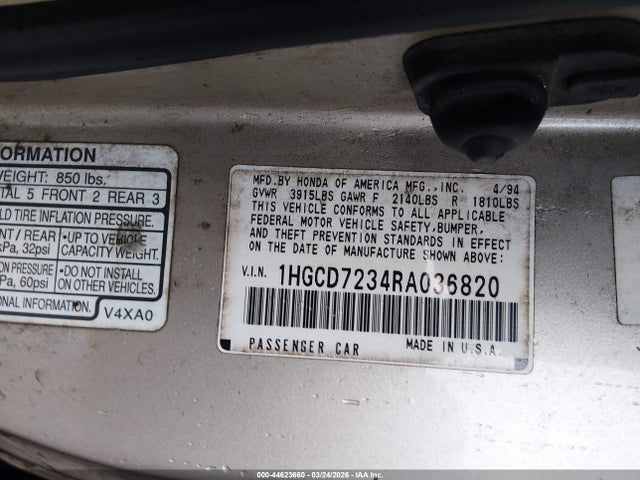 ORMATION
WEIGHT: 850 lbs.
TAL 5 FRONT 2 REAR 3
LD TIRE INFLATION PRESSURE.
NT / REAR
kPa, 32psi
•UP TO VEHICLE
CAPACITY WEIGHT.
ON PRESSURE
Pa, 60psi
•DO NOT INSTALL
ON OTHER VEHICLES.
ONAL INFORMATION
V4XA0
MFD.BY HONDA OF AMERICA MFG.,INC. 4/94
GVWR 3915LBS GAWR F 2140LBS R 1810LBS
THIS VEHICLE CONFORMS TO ALL APPLICABLE
FEDERAL MOTOR VEHICLE SAFETY,BUMPER,
AND THEFT PREVENTION STANDARDS IN EFFECT
ON THE DATE OF MANUFACTURE SHOWN ABOVE:
V.I.N. 1HGCD7234RA036820
PASSENGER CAR MADE IN U.S.A.
000-44623660 - 03/24/2026 - IAA Inc.